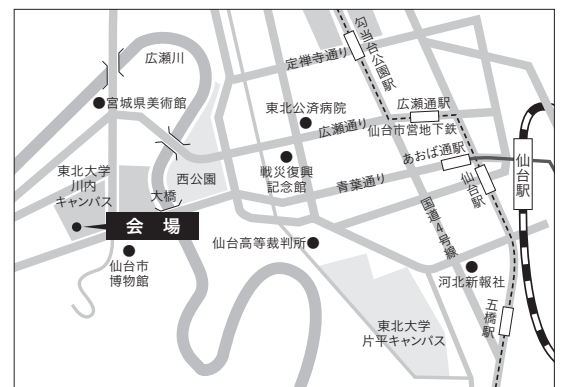 広瀬川
定禅寺通り
勾当台公園駅
宮城県美術館
東北公済病院
広瀬通駅
広瀬通り
仙台市営地下鉄
あおば通駅
仙台駅
東北大学
川内
キャンパス
西公園
戦災復興
記念館
青葉通り
仙台駅
大橋
会 場
国道4号線
仙台高等裁判所
仙台市
博物館
河北新報社
五橋駅
東北大学
片平キャンパス